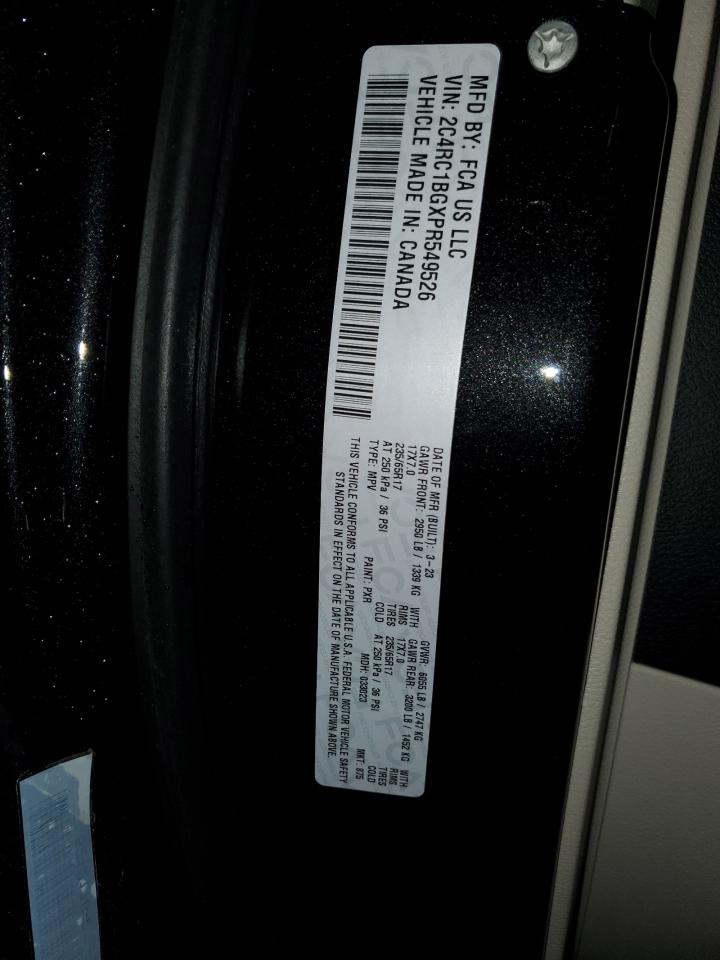 MFD BY: FCA US LLC
VIN: 2C4RC1BGXPR549526
VEHICLE MADE IN: CANADA
DATE OF MFR (BUILT): 3-23 GVWR: 6055 LB / 2747 KG
GAWR FRONT: 2950 LB / 1339 KG WITH GAWR REAR: 3200 LB / 1452 KG WITH
17X7.0 RIMS 17X7.0 RIMS
235/65R17 TIRES 235/65R17 TIRES
AT 250 kPa / 36 PSI COLD AT 250 kPa / 36 PSI COLD
TYPE: MPV PAINT: PXR MDH: 033023 MKT: 875
THIS VEHICLE CONFORMS TO ALL APPLICABLE U.S.A. FEDERAL MOTOR VEHICLE SAFETY
STANDARDS IN EFFECT ON THE DATE OF MANUFACTURE SHOWN ABOVE